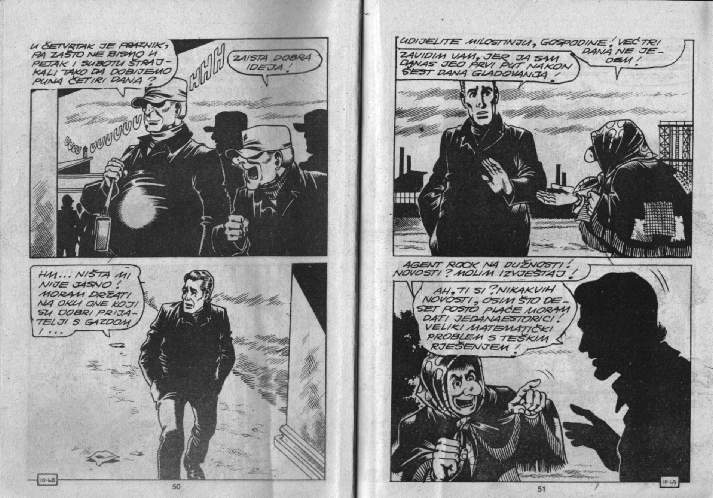 U ČETVRTAK JE PRAZNIK,
PA ZAŠTO NE BISMO U
PETAK I SUBOTU ŠTRAJ-
KALI TAKO DA DOBIJEMO
PUNA ČETIRI DANA?
ZAISTA DOBRA
IDEJA!
UUUUUUUHHH
HM... NIŠTA MI
NIJE JASNO!
MORAM DRŽATI
NA OKU ONE KOJI
SU DOBRI PRIJA-
TELJI S GAZDOM
!...
50
UDIJELITE MILOSTINJU, GOSPODINE! VEĆ TRI
DANA NE JE-
DEM!
ZAVIDIM VAM, JER JA SAM
DANAS JEO PRVI PUT NAKON
ŠEST DANA GLADOVANJA!
AGENT ROCK NA DUŽNOSTI!
NOVOSTI? MOLIM IZVJEŠTAJ!
AH, TI SI? NIKAKVIH
NOVOSTI, OSIM ŠTO DE-
SET POSTO PLAĆE MORAM
DATI JEDANAESTORICI!
VELIKI MATEMATIČKI
PROBLEM S TEŠKIM
RJEŠENJEM!
51